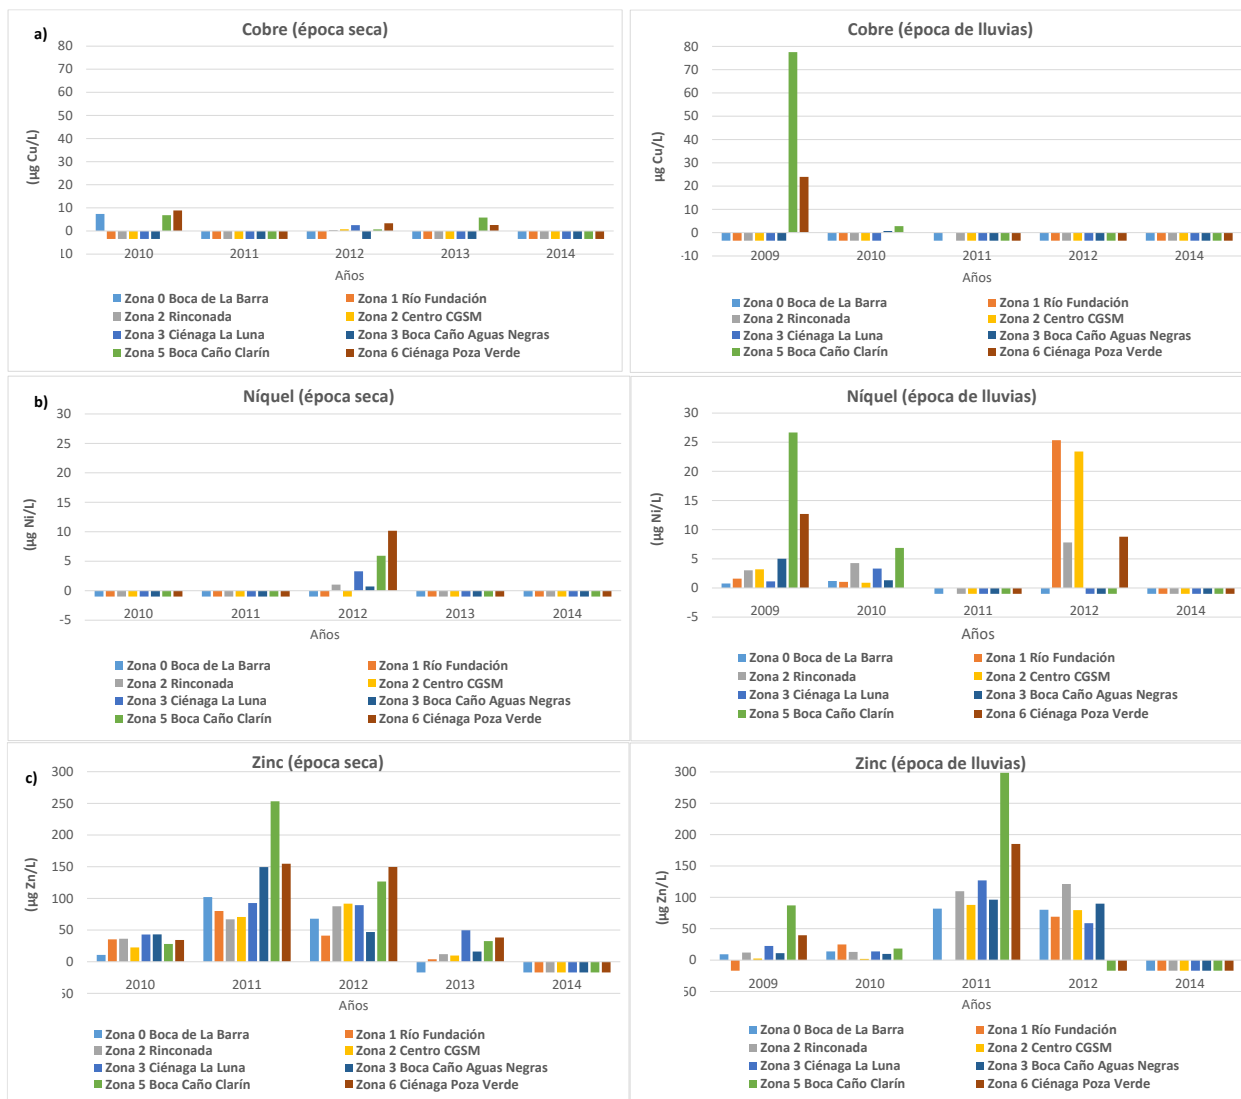 a)
Cobre (época seca)
80
70
60
50
40
30
20
10
0
10
(µg Cu/L)
2010 2011 2012 2013 2014
Años
Zona 0 Boca de La Barra Zona 1 Río Fundación
Zona 2 Rinconada Zona 2 Centro CGSM
Zona 3 Ciénaga La Luna Zona 3 Boca Caño Aguas Negras
Zona 5 Boca Caño Clarín Zona 6 Ciénaga Poza Verde
Cobre (época de lluvias)
80
70
60
50
40
30
20
10
0
-10
µg Cu/L)
2009 2010 2011 2012 2014
Años
Zona 0 Boca de La Barra Zona 1 Río Fundación
Zona 2 Rinconada Zona 2 Centro CGSM
Zona 3 Ciénaga La Luna Zona 3 Boca Caño Aguas Negras
Zona 5 Boca Caño Clarín Zona 6 Ciénaga Poza Verde
b)
Níquel (época seca)
30
25
20
15
10
5
0
-5
(µg Ni/L)
2010 2011 2012 2013 2014
Años
Zona 0 Boca de La Barra Zona 1 Río Fundación
Zona 2 Rinconada Zona 2 Centro CGSM
Zona 3 Ciénaga La Luna Zona 3 Boca Caño Aguas Negras
Zona 5 Boca Caño Clarín Zona 6 Ciénaga Poza Verde
Níquel (época de lluvias)
30
25
20
15
10
5
0
-5
(µg Ni/L)
2009 2010 2011 2012 2014
Años
Zona 0 Boca de La Barra Zona 1 Río Fundación
Zona 2 Rinconada Zona 2 Centro CGSM
Zona 3 Ciénaga La Luna Zona 3 Boca Caño Aguas Negras
Zona 5 Boca Caño Clarín Zona 6 Ciénaga Poza Verde
c)
Zinc (época seca)
300
250
200
150
100
50
0
50
(µg Zn/L)
2010 2011 2012 2013 2014
Años
Zona 0 Boca de La Barra Zona 1 Río Fundación
Zona 2 Rinconada Zona 2 Centro CGSM
Zona 3 Ciénaga La Luna Zona 3 Boca Caño Aguas Negras
Zona 5 Boca Caño Clarín Zona 6 Ciénaga Poza Verde
Zinc (época de lluvias)
300
250
200
150
100
50
0
50
(µg Zn/L)
2009 2010 2011 2012 2014
Años
Zona 0 Boca de La Barra Zona 1 Río Fundación
Zona 2 Rinconada Zona 2 Centro CGSM
Zona 3 Ciénaga La Luna Zona 3 Boca Caño Aguas Negras
Zona 5 Boca Caño Clarín Zona 6 Ciénaga Poza Verde